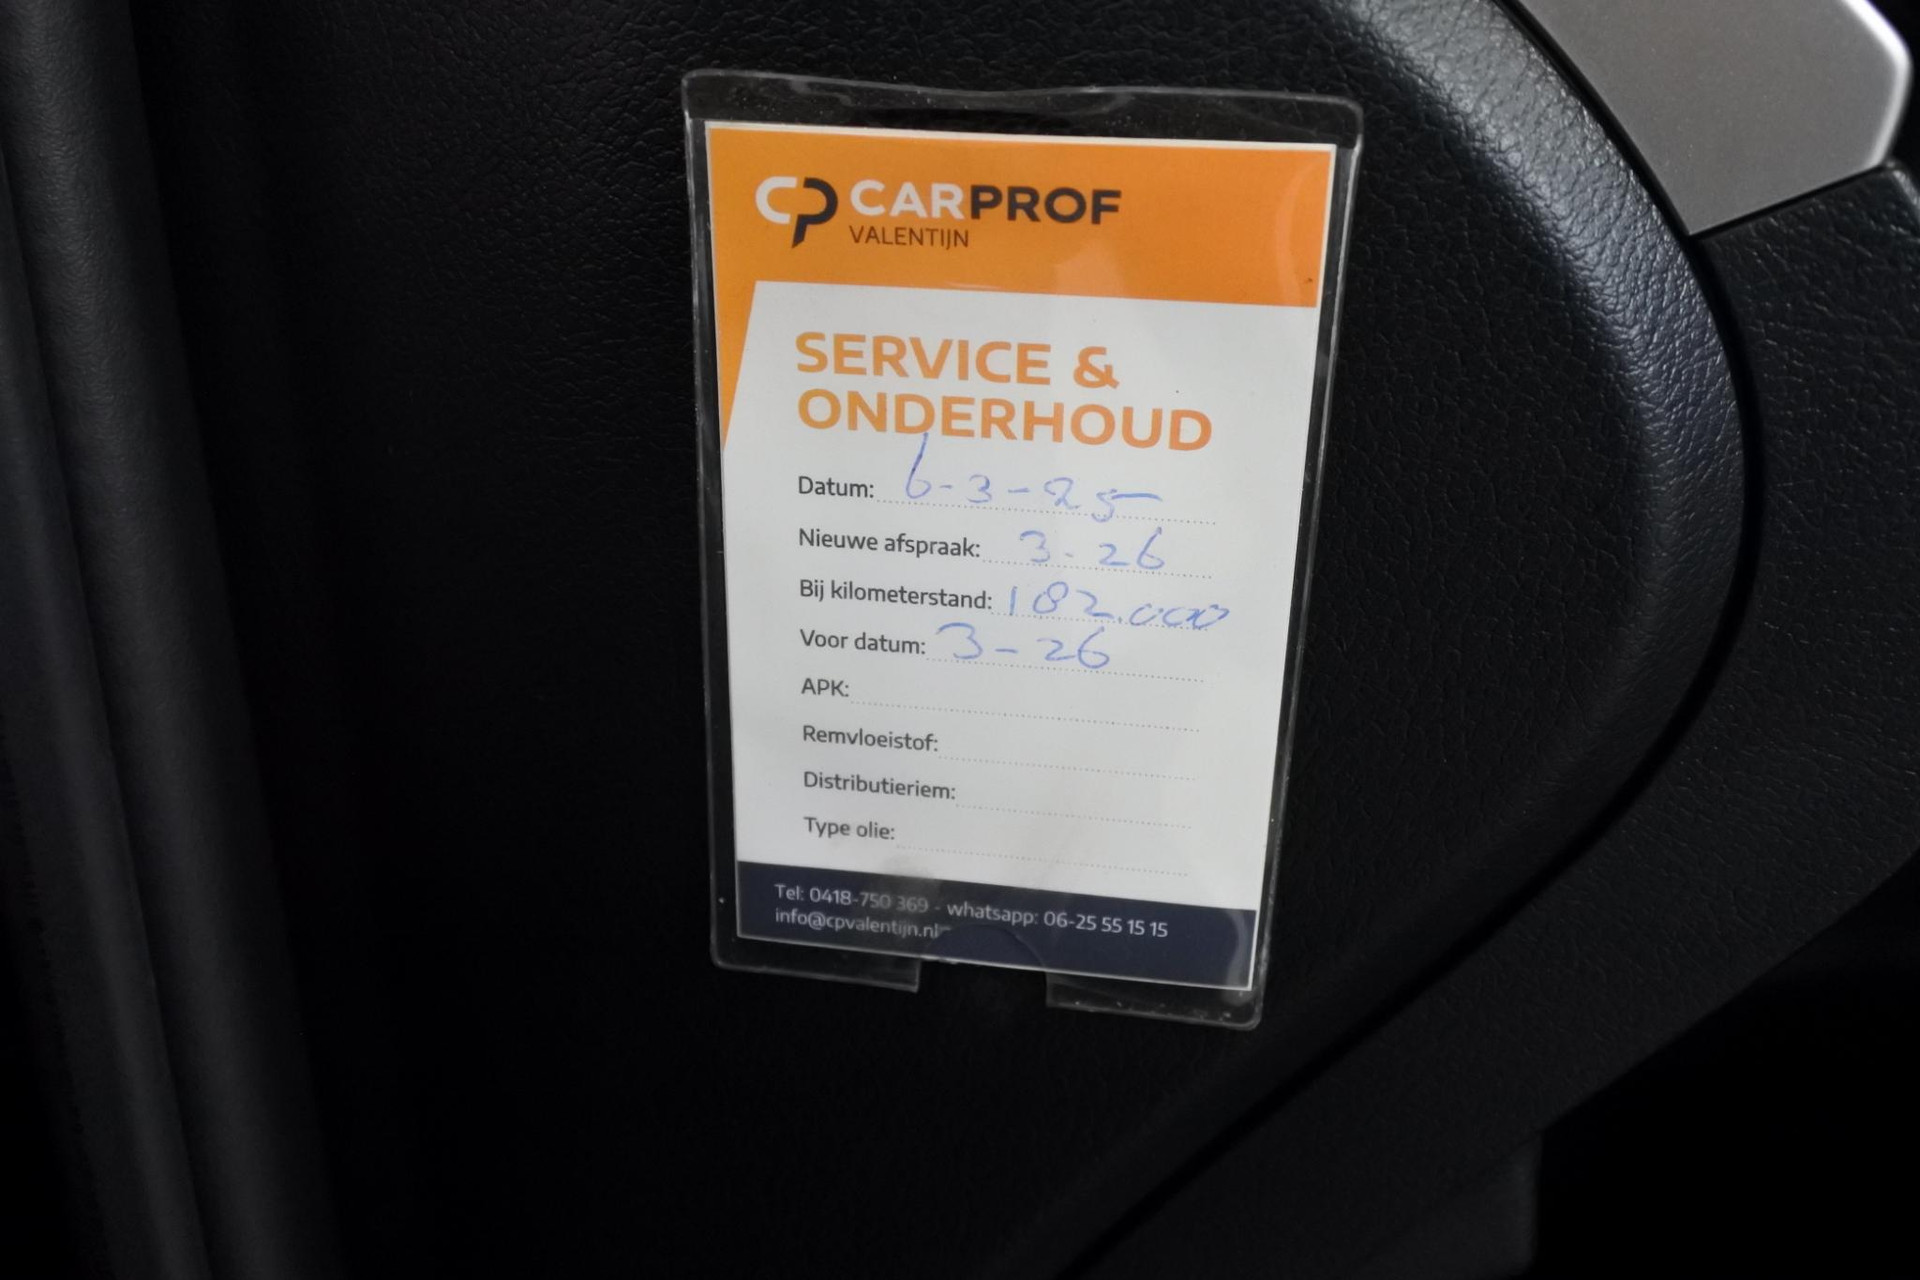 CP CARPROF
VALENTIJN
SERVICE &
ONDERHOUD
Datum: 6-3-25
Nieuwe afspraak: 3-26
Bij kilometerstand: 182.000
Voor datum: 3-26
APK:
Remvloeistof:
Distributieriem:
Type olie:
Tel: 0418-750 369 - whatsapp: 06-25 55 15 15
info@cpvalentijn.nl